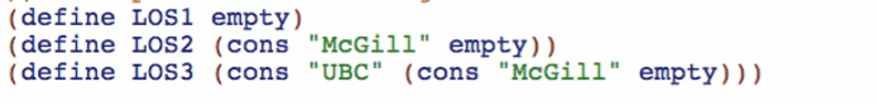 (define LOS1 empty)
(define LOS2 (cons "McGill" empty))
(define LOS3 (cons "UBC" (cons "McGill" empty)))